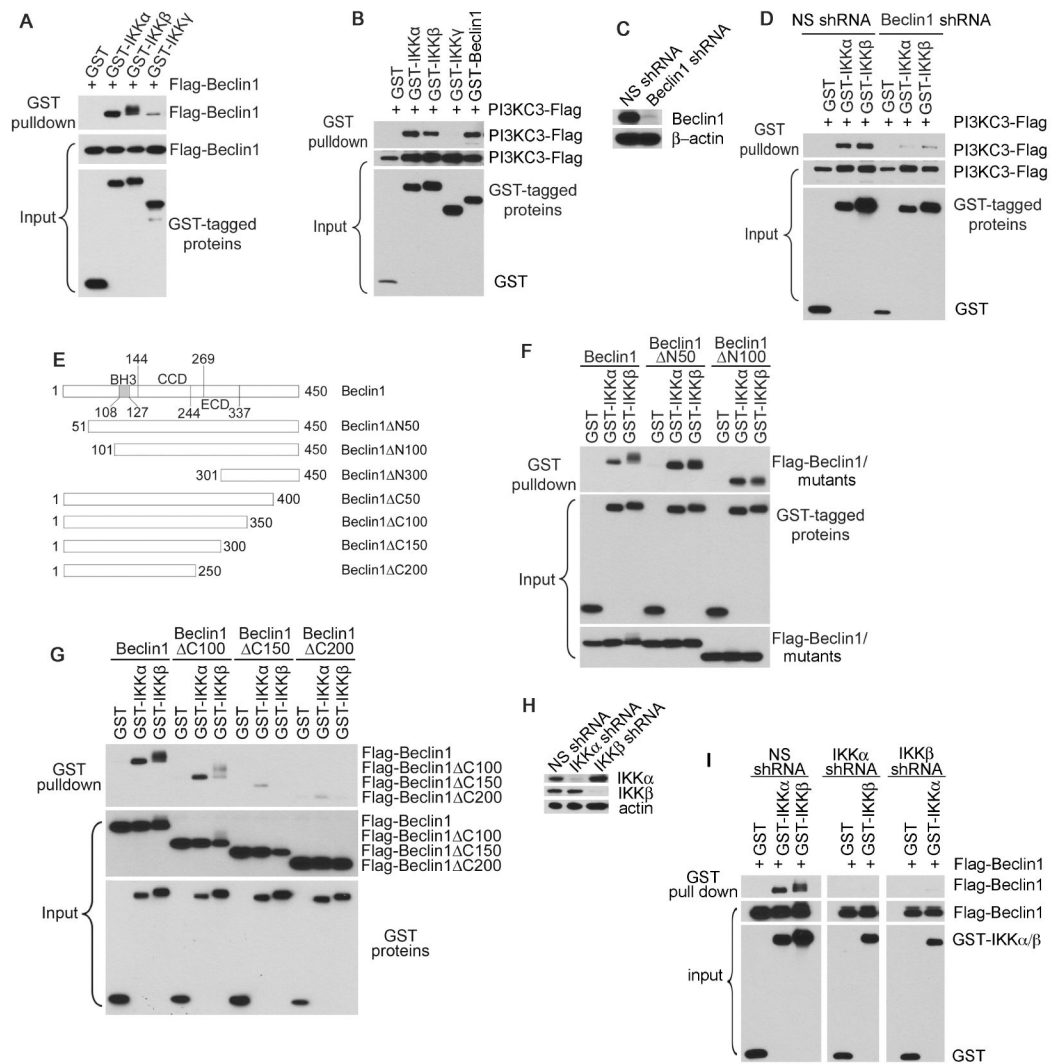 A
GST
GST-IKKα
GST-IKKβ
GST-IKKγ
+ + + + Flag-Beclin1
GST pulldown
Flag-Beclin1
Flag-Beclin1
Input
GST-tagged proteins
B
GST
GST-IKKα
GST-IKKβ
GST-IKKγ
GST-Beclin1
+ + + + + PI3KC3-Flag
GST pulldown
PI3KC3-Flag
PI3KC3-Flag
Input
GST-tagged proteins
GST
C
NS shRNA
Beclin1 shRNA
Beclin1
β-actin
D
NS shRNA Beclin1 shRNA
GST
GST-IKKα
GST-IKKβ
GST
GST-IKKα
GST-IKKβ
+ + + + + + PI3KC3-Flag
GST pulldown
PI3KC3-Flag
PI3KC3-Flag
Input
GST-tagged proteins
GST
E
144 269
BH3 CCD
1 450 Beclin1
ECD
108 127 244 337
51 450 Beclin1ΔN50
101 450 Beclin1ΔN100
301 450 Beclin1ΔN300
1 400 Beclin1ΔC50
1 350 Beclin1ΔC100
1 300 Beclin1ΔC150
1 250 Beclin1ΔC200
F
Beclin1
Beclin1 ΔN50
Beclin1 ΔN100
GST
GST-IKKα
GST-IKKβ
GST
GST-IKKα
GST-IKKβ
GST
GST-IKKα
GST-IKKβ
GST pulldown
Flag-Beclin1/ mutants
Input
GST-tagged proteins
Flag-Beclin1/ mutants
G
Beclin1
Beclin1 ΔC100
Beclin1 ΔC150
Beclin1 ΔC200
GST
GST-IKKα
GST-IKKβ
GST
GST-IKKα
GST-IKKβ
GST
GST-IKKα
GST-IKKβ
GST
GST-IKKα
GST-IKKβ
GST pulldown
Flag-Beclin1
Flag-Beclin1ΔC100
Flag-Beclin1ΔC150
Flag-Beclin1ΔC200
Input
Flag-Beclin1
Flag-Beclin1ΔC100
Flag-Beclin1ΔC150
Flag-Beclin1ΔC200
GST proteins
H
NS shRNA
IKKα shRNA
IKKβ shRNA
IKKα
IKKβ
actin
I
NS shRNA
IKKα shRNA
IKKβ shRNA
GST
GST-IKKα
GST-IKKβ
GST
GST-IKKβ
GST
GST-IKKα
+ + + + + + + Flag-Beclin1
GST pull down
Flag-Beclin1
Flag-Beclin1
input
GST-IKKα/β
GST